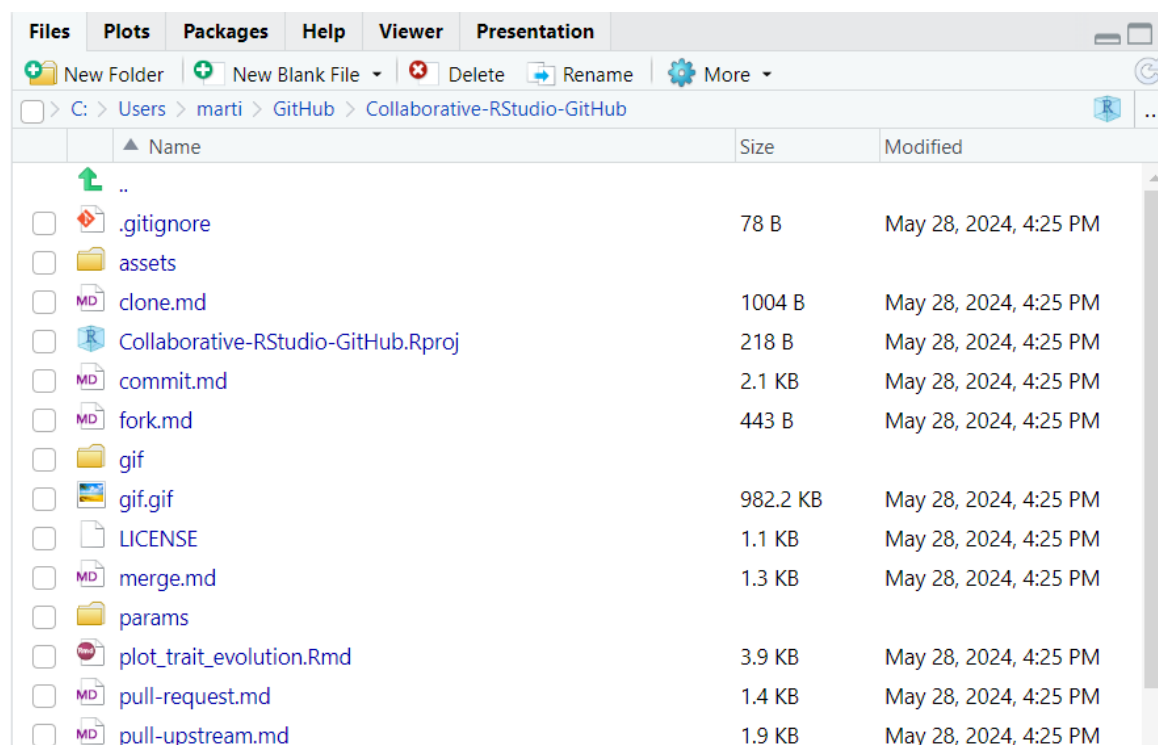 Files Plots Packages Help Viewer Presentation
New Folder New Blank File Delete Rename More
C: > Users > marti > GitHub > Collaborative-RStudio-GitHub R ..
Name Size Modified
..
.gitignore 78 B May 28, 2024, 4:25 PM
assets
MD clone.md 1004 B May 28, 2024, 4:25 PM
R Collaborative-RStudio-GitHub.Rproj 218 B May 28, 2024, 4:25 PM
MD commit.md 2.1 KB May 28, 2024, 4:25 PM
MD fork.md 443 B May 28, 2024, 4:25 PM
gif
gif.gif 982.2 KB May 28, 2024, 4:25 PM
LICENSE 1.1 KB May 28, 2024, 4:25 PM
MD merge.md 1.3 KB May 28, 2024, 4:25 PM
params
Rmd plot_trait_evolution.Rmd 3.9 KB May 28, 2024, 4:25 PM
MD pull-request.md 1.4 KB May 28, 2024, 4:25 PM
MD pull-upstream.md 1.9 KB May 28, 2024, 4:25 PM